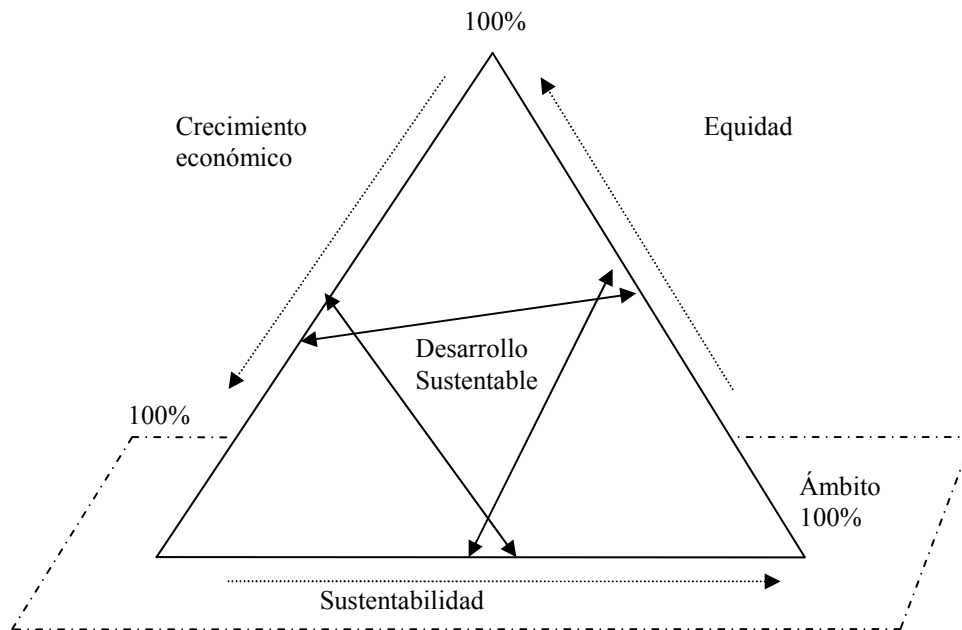 100%
Crecimiento
económico
Equidad
Desarrollo
Sustentable
100%
Ámbito
100%
Sustentabilidad